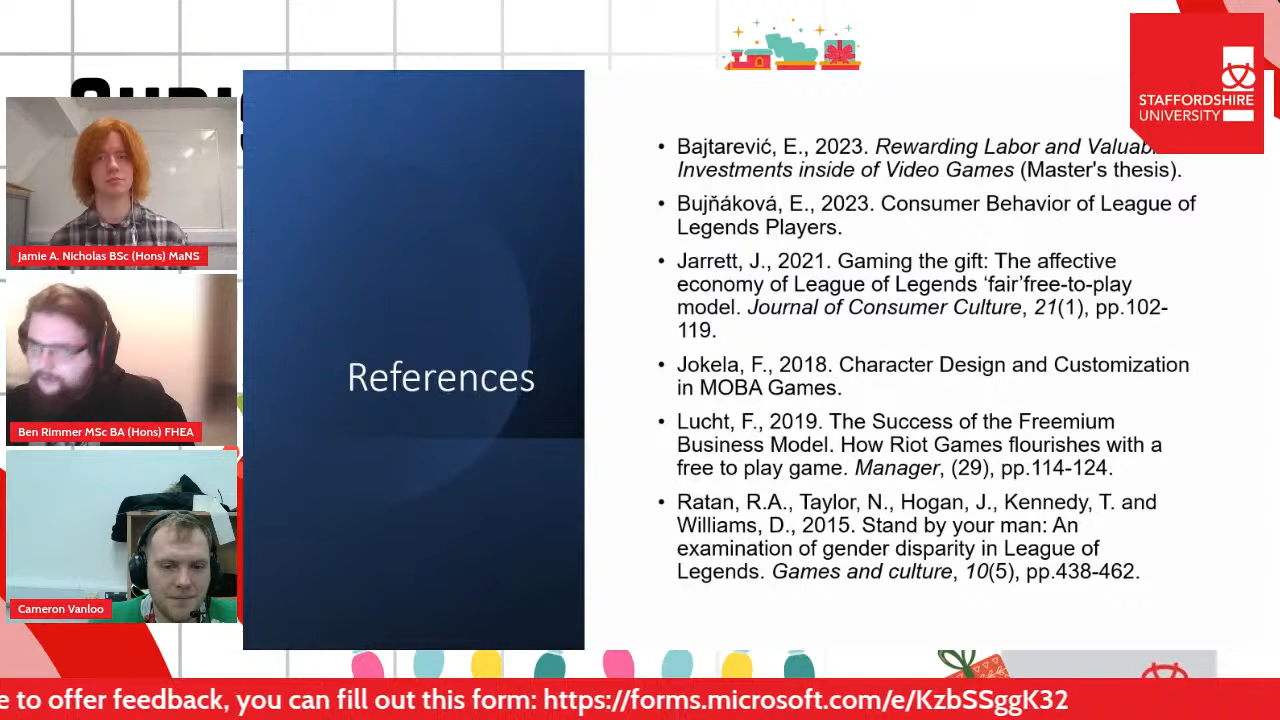 STAFFORDSHIRE
UNIVERSITY
Jamie A. Nicholas BSc (Hons) MaNS
Ben Rimmer MSc BA (Hons) FHEA
Cameron Vanloo
References
• Bajtarević, E., 2023. Rewarding Labor and
Investments inside of Video Games (Master's thesis).
• Bujňáková, E., 2023. Consumer Behavior of League of
Legends Players.
• Jarrett, J., 2021. Gaming the gift: The affective
economy of League of Legends ‘fair’free-to-play
model. Journal of Consumer Culture, 21(1), pp.102-
119.
• Jokela, F., 2018. Character Design and Customization
in MOBA Games.
• Lucht, F., 2019. The Success of the Freemium
Business Model. How Riot Games flourishes with a
free to play game. Manager, (29), pp.114-124.
• Ratan, R.A., Taylor, N., Hogan, J., Kennedy, T. and
Williams, D., 2015. Stand by your man: An
examination of gender disparity in League of
Legends. Games and culture, 10(5), pp.438-462.
e to offer feedback, you can fill out this form: https://forms.microsoft.com/e/KzbSSggK32